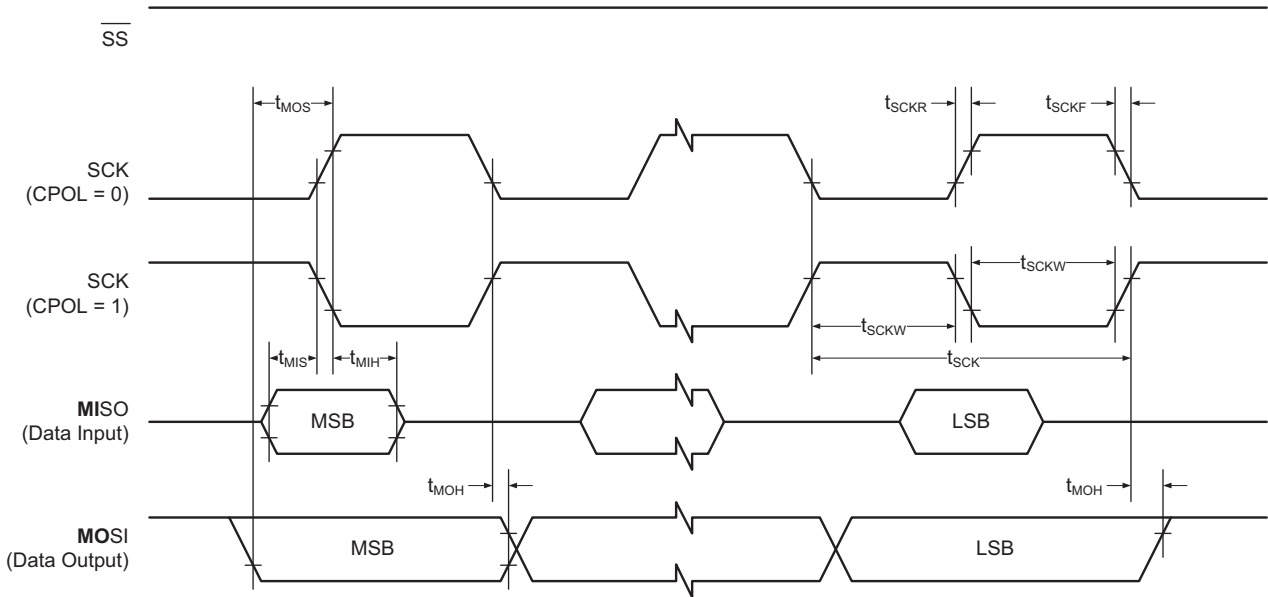 SS
tMOS
tSCKR
tSCKF
SCK
(CPOL = 0)
SCK
(CPOL = 1)
tSCKW
tSCKW
tMIS
tMIH
tSCK
MISO
(Data Input)
MSB
LSB
tMOH
tMOH
MOSI
(Data Output)
MSB
LSB